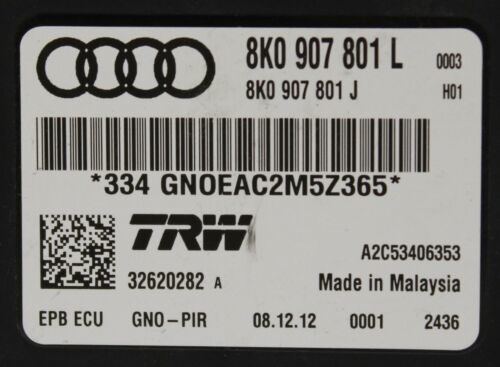 8K0 907 801 L 0003
8K0 907 801 J H01
*334 GNOEAC2M5Z365*
TRW A2C53406353
32620282 A Made in Malaysia
EPB ECU GNO-PIR 08.12.12 0001 2436